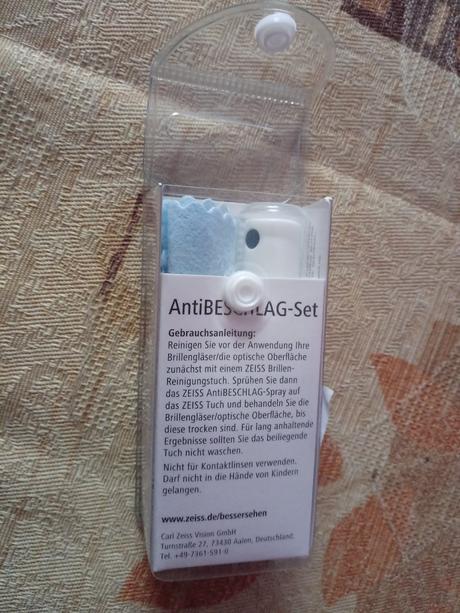 AntiBESCHLAG-Set
Gebrauchsanleitung:
Reinigen Sie vor der Anwendung Ihre
Brillengläser/die optische Oberfläche
zunächst mit einem ZEISS Brillen-
Reinigungstuch. Sprühen Sie dann
das ZEISS AntiBESCHLAG-Spray auf
das ZEISS Tuch und behandeln Sie die
Brillengläser/optische Oberfläche, bis
diese trocken sind. Für lang anhaltende
Ergebnisse sollten Sie das beiliegende
Tuch nicht waschen.
Nicht für Kontaktlinsen verwenden.
Darf nicht in die Hände von Kindern
gelangen.
www.zeiss.de/bessersehen
Carl Zeiss Vision GmbH
Turnstraße 27, 73430 Aalen, Deutschland.
Tel. +49-7361-591-0